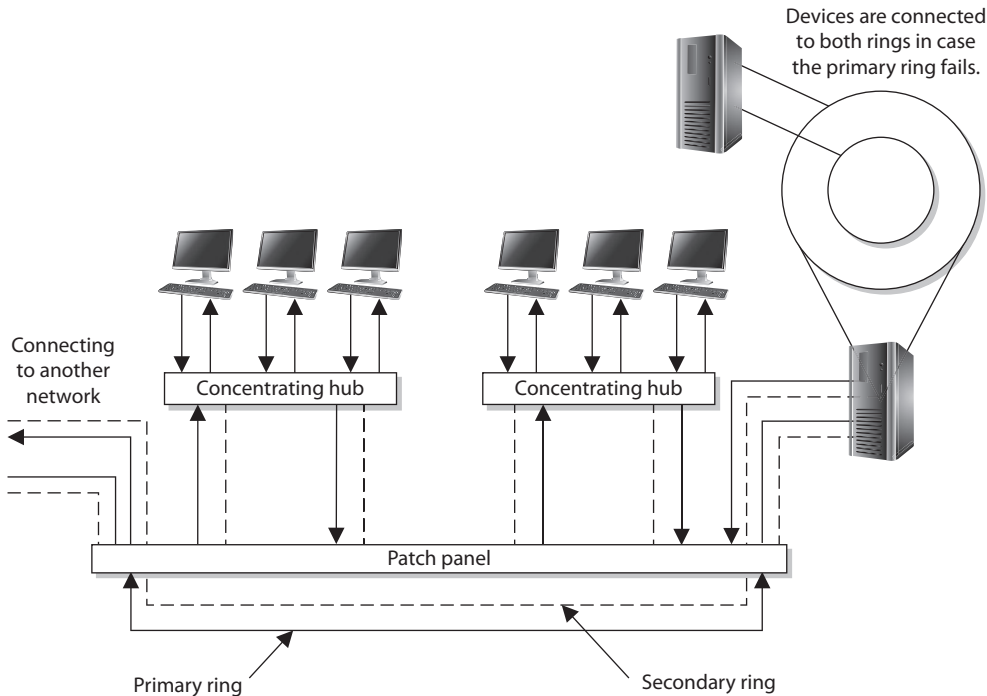 Devices are connected
to both rings in case
the primary ring fails.
Connecting
to another
network
Concentrating hub
Concentrating hub
Patch panel
Primary ring
Secondary ring